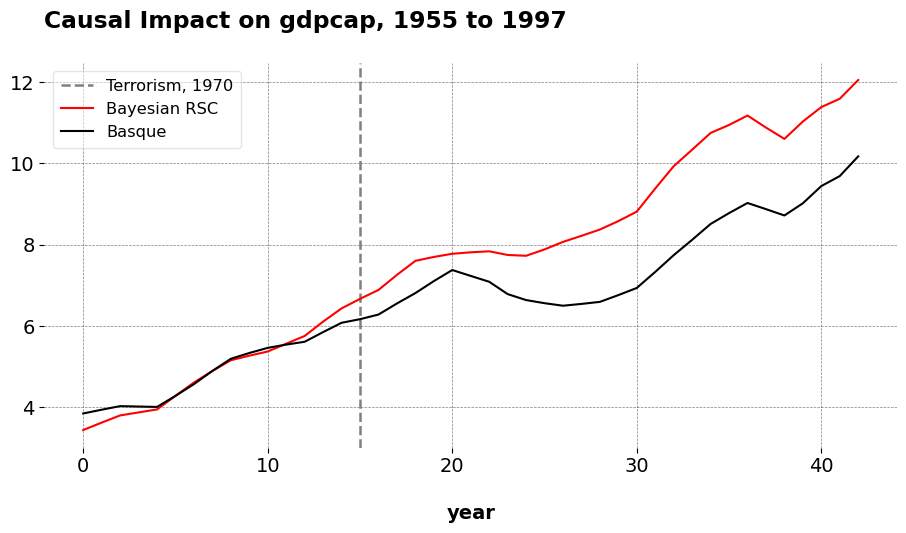 Causal Impact on gdpcap, 1955 to 1997
Terrorism, 1970
Bayesian RSC
Basque
12
10
8
6
4
0 10 20 30 40
year